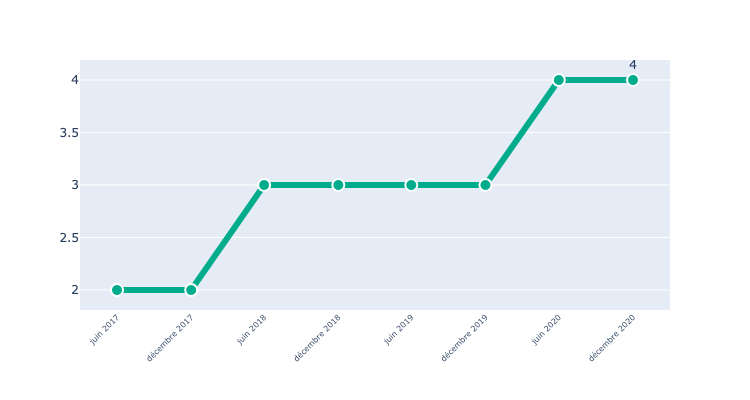 4
4
3.5
3
2.5
2
juin 2017
décembre 2017
juin 2018
décembre 2018
juin 2019
décembre 2019
juin 2020
décembre 2020